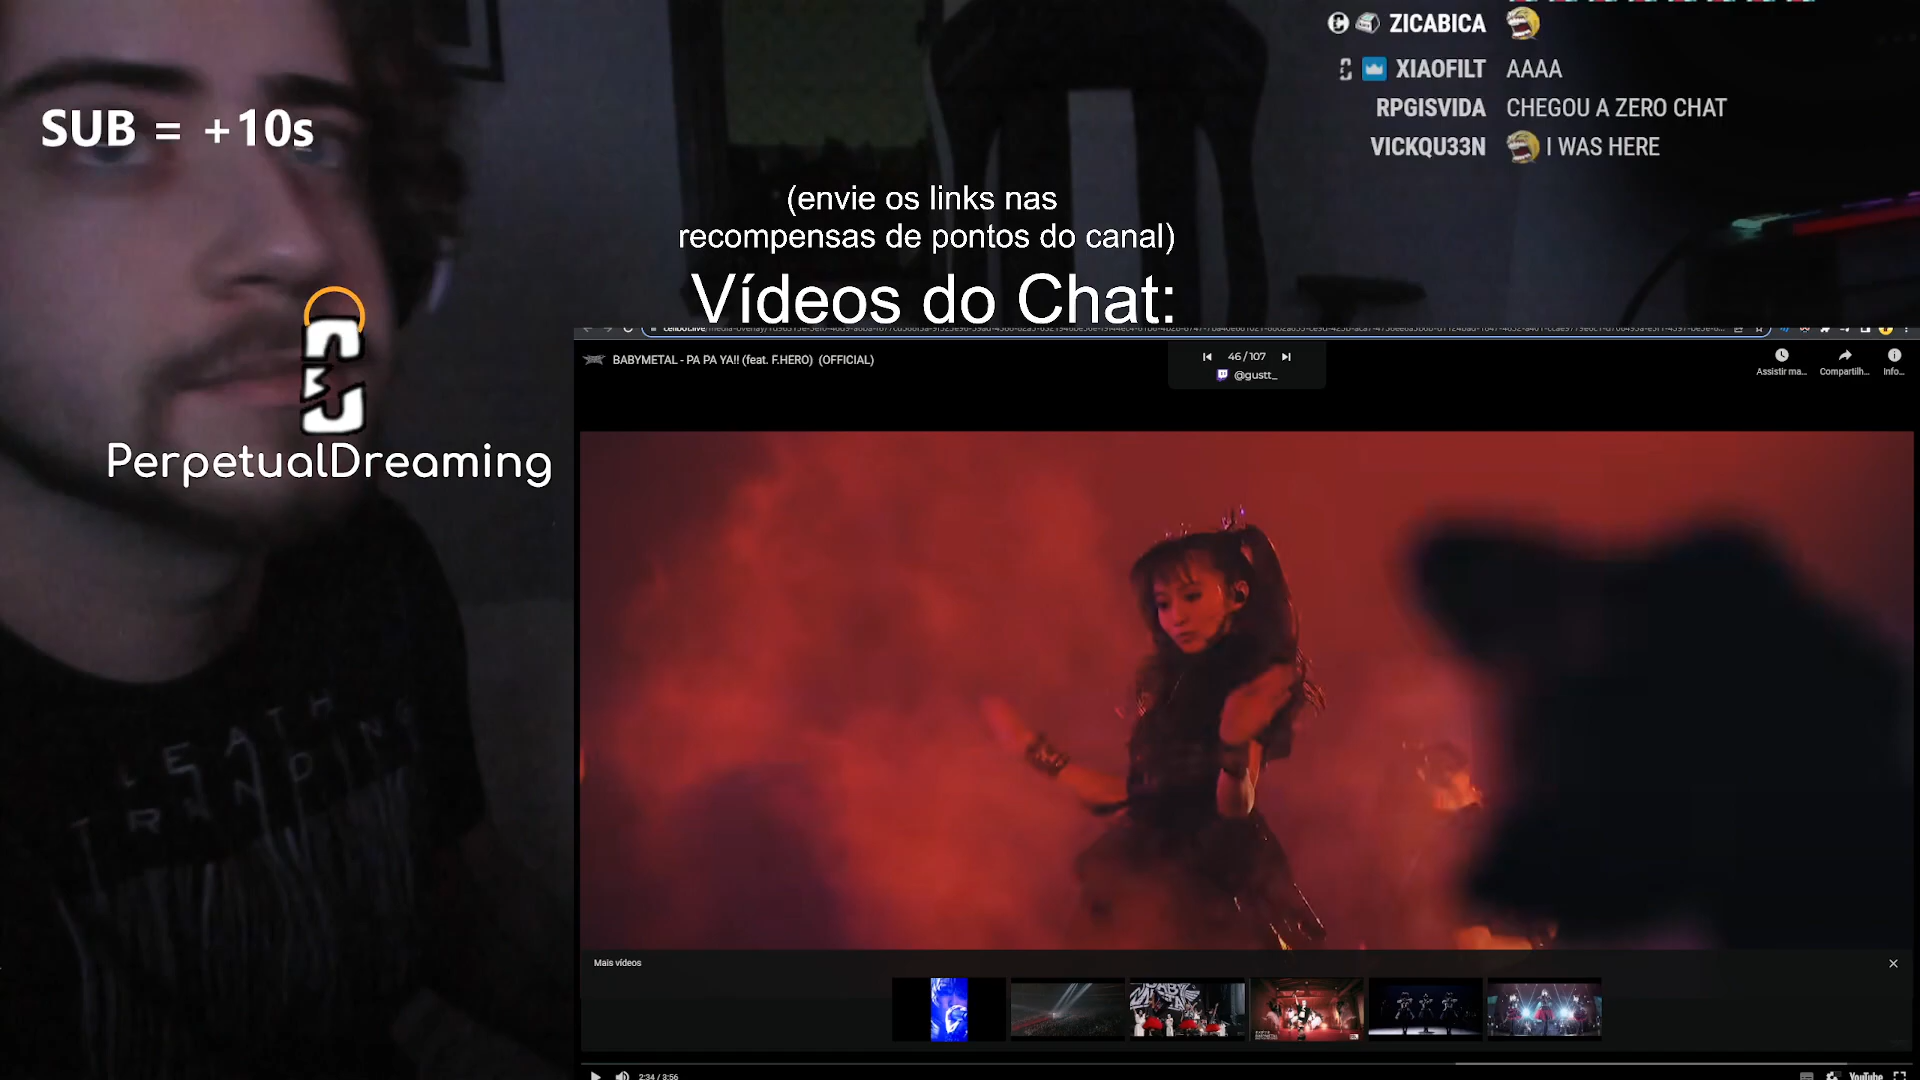 ZICABICA
XIAOFILT AAAA
RPGISVIDA CHEGOU A ZERO CHAT
VICKQU33N I WAS HERE
SUB = +10s
(envie os links nas
recompensas de pontos do canal)
Vídeos do Chat:
BABYMETAL - PA PA YA!! (feat. F.HERO) (OFFICIAL)
46 / 107
@gustt_
Assistir ma...
Compartilh...
Info...
PerpetualDreaming
Mais vídeos
2:34 / 3:56
YouTube